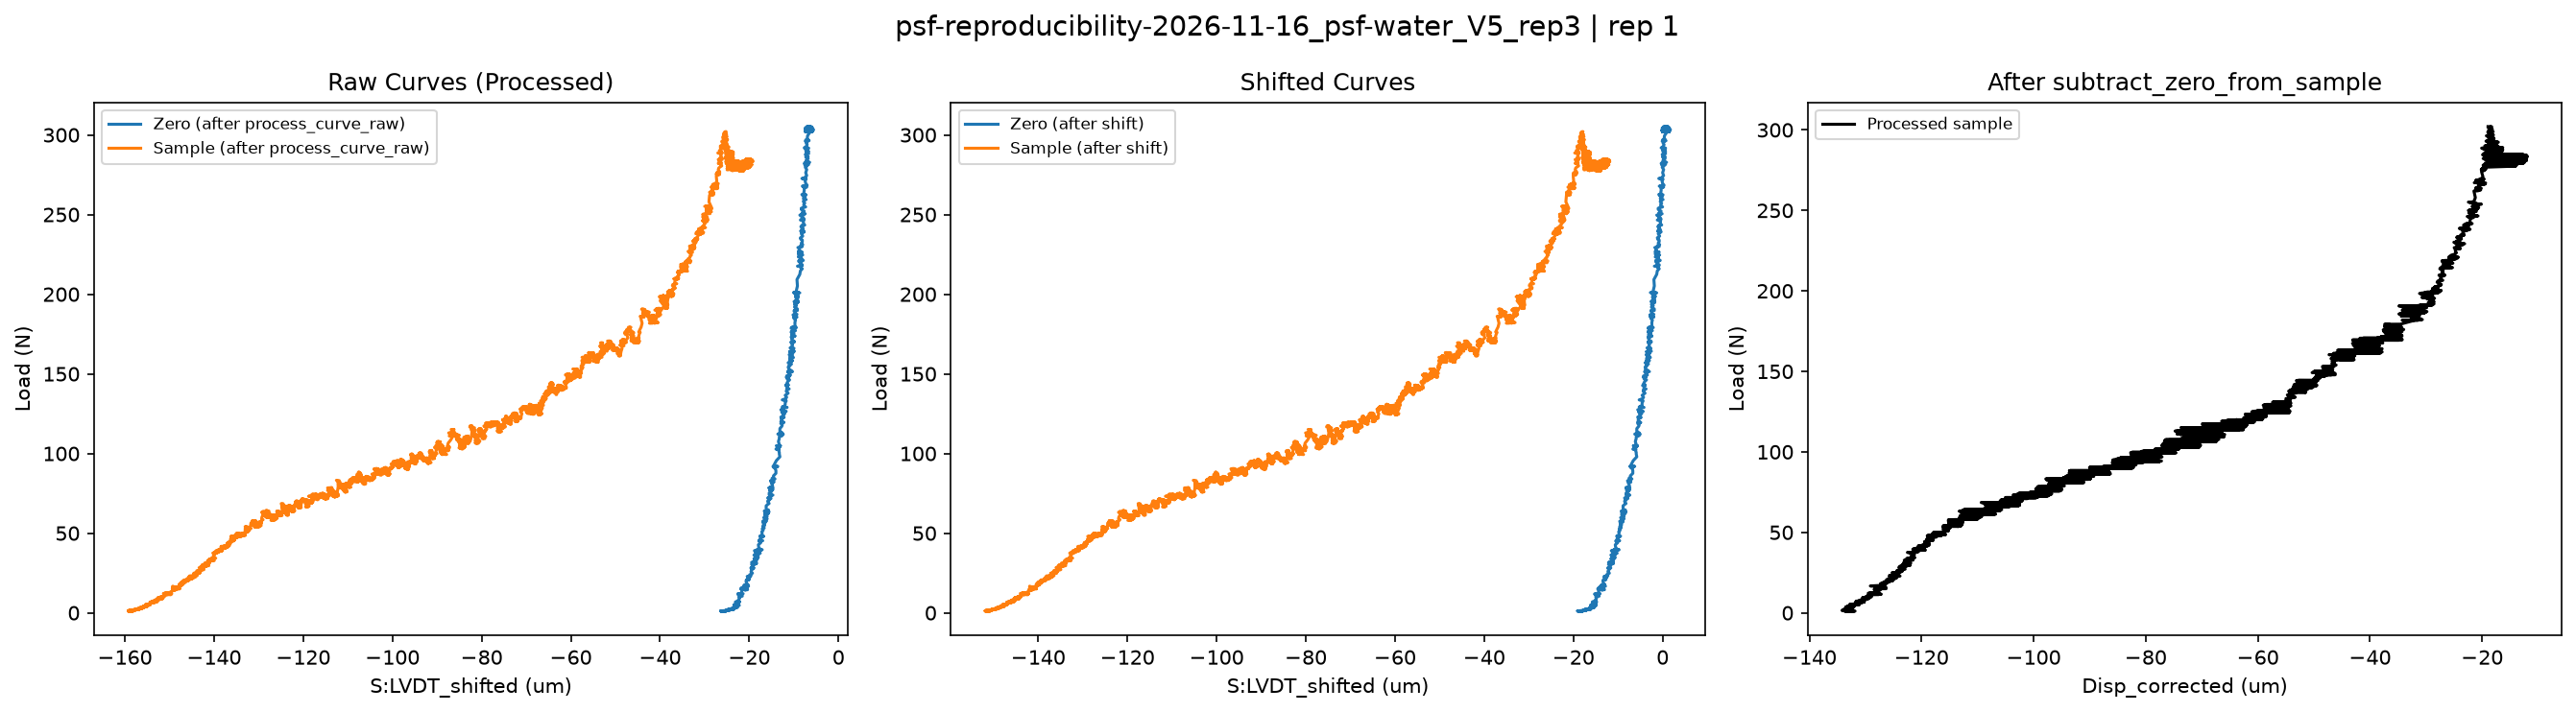 psf-reproducibility-2026-11-16_psf-water_V5_rep3 | rep 1
Raw Curves (Processed)
Zero (after process_curve_raw)
Sample (after process_curve_raw)
Load (N)
300
250
200
150
100
50
0
−160 −140 −120 −100 −80 −60 −40 −20 0
S:LVDT_shifted (um)
Shifted Curves
Zero (after shift)
Sample (after shift)
Load (N)
300
250
200
150
100
50
0
−140 −120 −100 −80 −60 −40 −20 0
S:LVDT_shifted (um)
After subtract_zero_from_sample
Processed sample
Load (N)
300
250
200
150
100
50
0
−140 −120 −100 −80 −60 −40 −20
Disp_corrected (um)